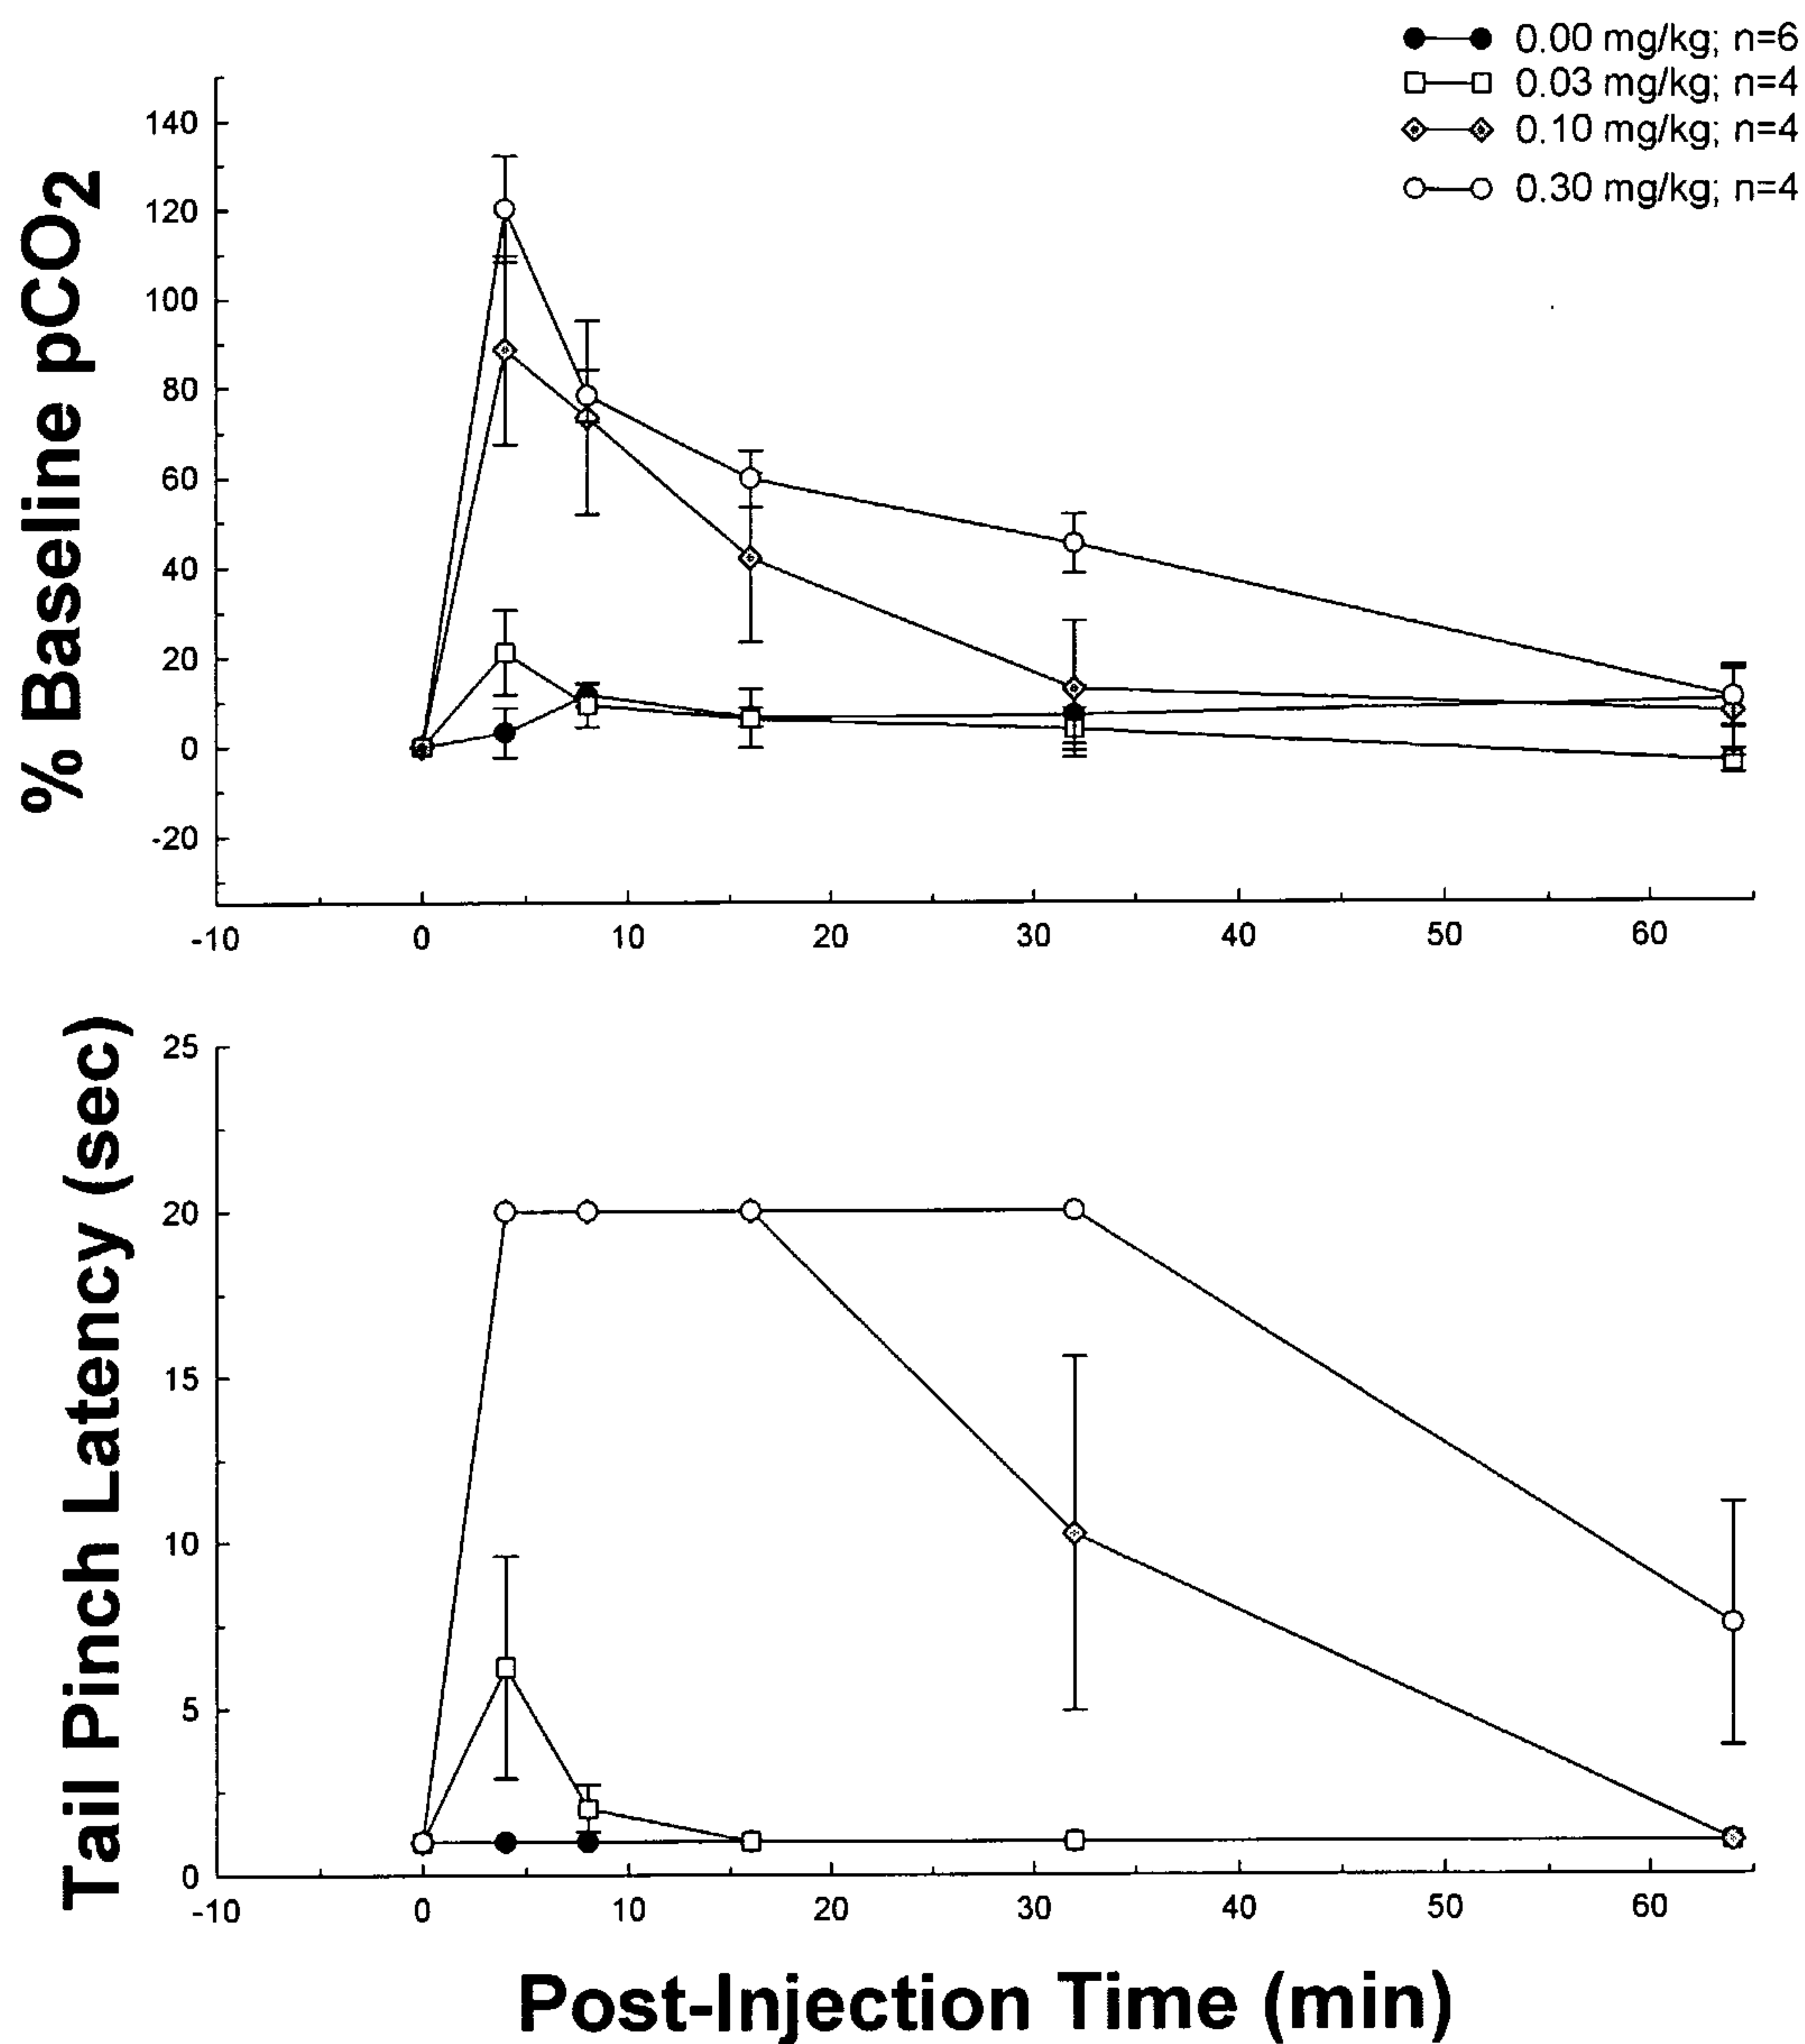 0.00 mg/kg; n=6
0.03 mg/kg; n=4
0.10 mg/kg; n=4
0.30 mg/kg; n=4
% Baseline pCO2
140
120
100
80
60
40
20
0
-20
-10 0 10 20 30 40 50 60
Tail Pinch Latency (sec)
25
20
15
10
5
0
-10 0 10 20 30 40 50 60
Post-Injection Time (min)